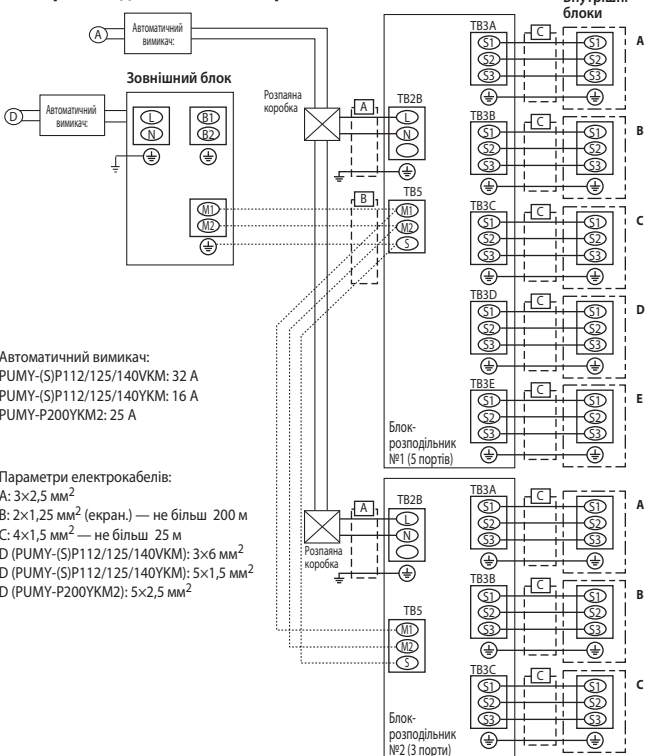 Внутрішні
блоки
A
Автоматичний
вимикач:
Зовнішний блок
D
Автоматичний
вимикач:
L
N
B1
B2
M1
M2
Розпаяна
коробка
A
TB2B
L
N
B
TB5
M1
M2
S
TB3A
C
A
S1
S1
S2
S2
S3
S3
TB3B
C
B
S1
S1
S2
S2
S3
S3
TB3C
C
C
S1
S1
S2
S2
S3
S3
TB3D
C
D
S1
S1
S2
S2
S3
S3
TB3E
C
E
S1
S1
S2
S2
S3
S3
Блок-
розподільник
№1 (5 портів)
Автоматичний вимикач:
PUMY-(S)P112/125/140VKM: 32 А
PUMY-(S)P112/125/140YKM: 16 А
PUMY-P200YKM2: 25 А
Параметри електрокабелів:
A: 3×2,5 мм²
B: 2×1,25 мм² (екран.) — не більш 200 м
C: 4×1,5 мм² — не більш 25 м
D (PUMY-(S)P112/125/140VKM): 3×6 мм²
D (PUMY-(S)P112/125/140YKM): 5×1,5 мм²
D (PUMY-P200YKM2): 5×2,5 мм²
Розпаяна
коробка
A
TB2B
L
N
TB5
M1
M2
S
TB3A
C
A
S1
S1
S2
S2
S3
S3
TB3B
C
B
S1
S1
S2
S2
S3
S3
TB3C
C
C
S1
S1
S2
S2
S3
S3
Блок-
розподільник
№2 (3 порти)